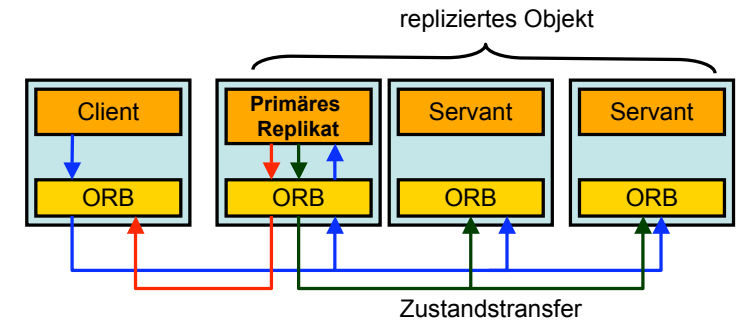 repliziertes Objekt
Client
Primäres
Replikat
Servant
Servant
ORB
ORB
ORB
ORB
Zustandstransfer